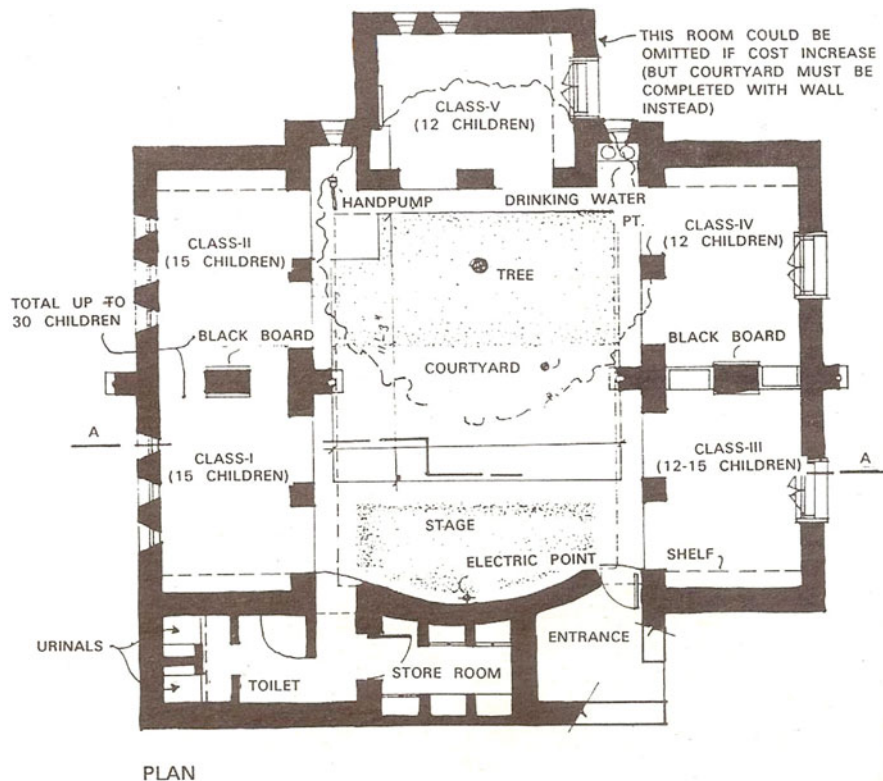 THIS ROOM COULD BE
OMITTED IF COST INCREASE
(BUT COURTYARD MUST BE
COMPLETED WITH WALL
INSTEAD)
CLASS-V
(12 CHILDREN)
HANDPUMP
DRINKING WATER
PT.
CLASS-II
(15 CHILDREN)
CLASS-IV
(12 CHILDREN)
TREE
TOTAL UP TO
30 CHILDREN
BLACK BOARD
BLACK BOARD
COURTYARD
A
CLASS-I
(15 CHILDREN)
CLASS-III
(12-15 CHILDREN)
A
STAGE
ELECTRIC POINT
SHELF
URINALS
TOILET
STORE ROOM
ENTRANCE
PLAN